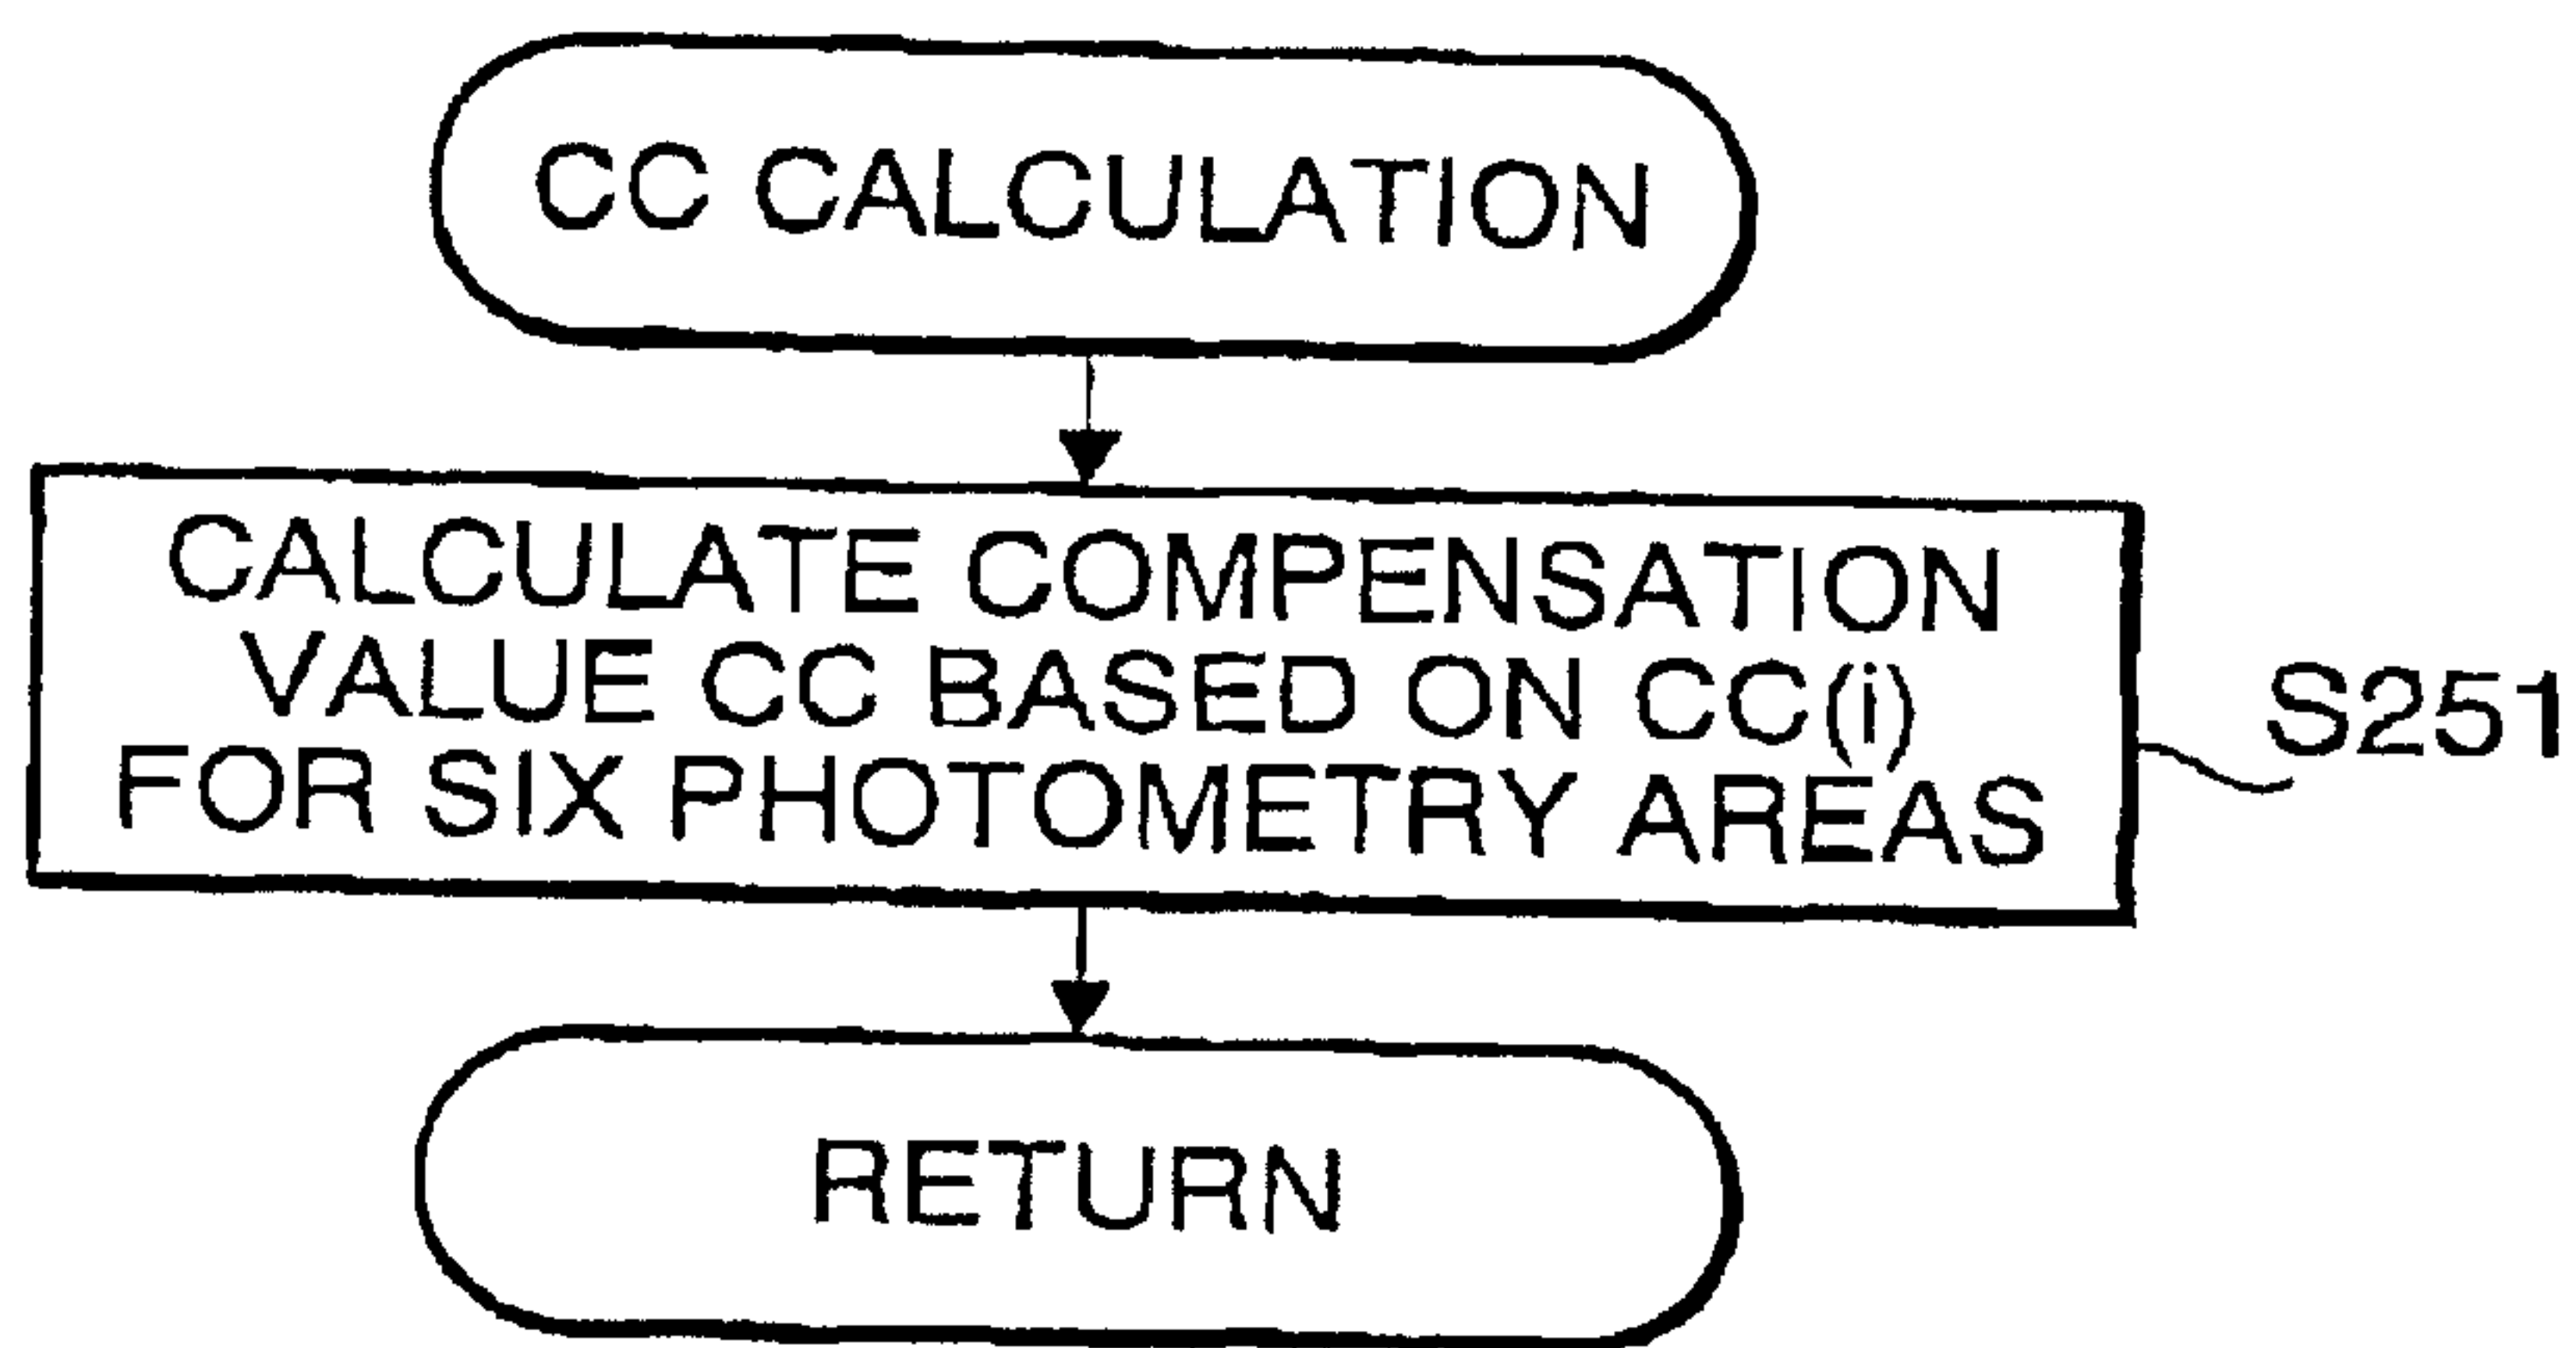 CC CALCULATION
CALCULATE COMPENSATION
VALUE CC BASED ON CC(i)
FOR SIX PHOTOMETRY AREAS
S251
RETURN